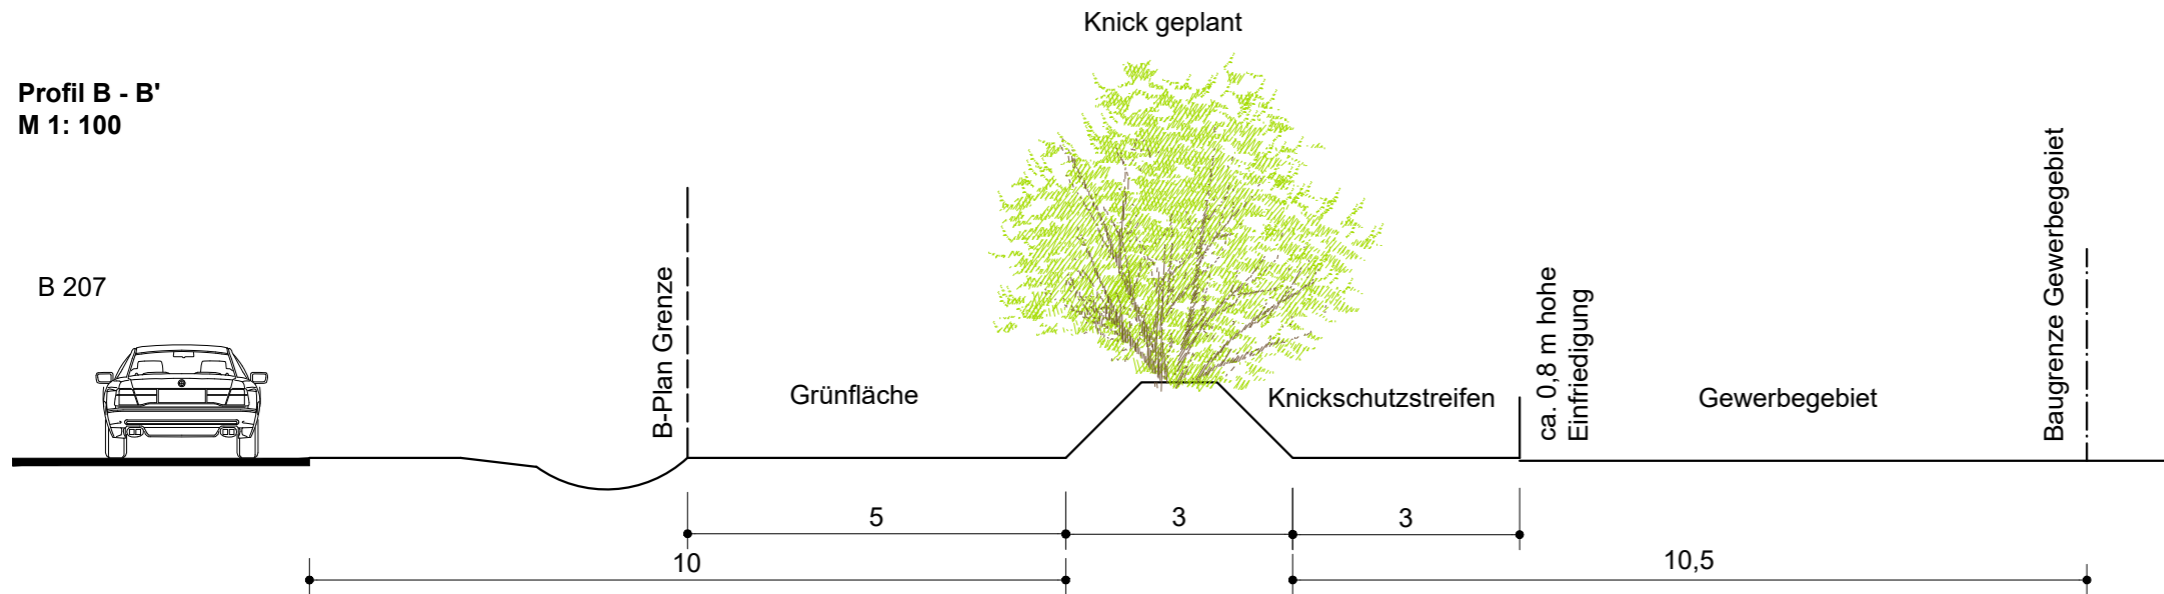 Knick geplant
Profil B - B'
M 1: 100
B 207
B-Plan Grenze
Grünfläche
Knickschutzstreifen
ca. 0,8 m hohe
Einfriedigung
Gewerbegebiet
Baugrenze Gewerbegebiet
5
3
3
10
10,5